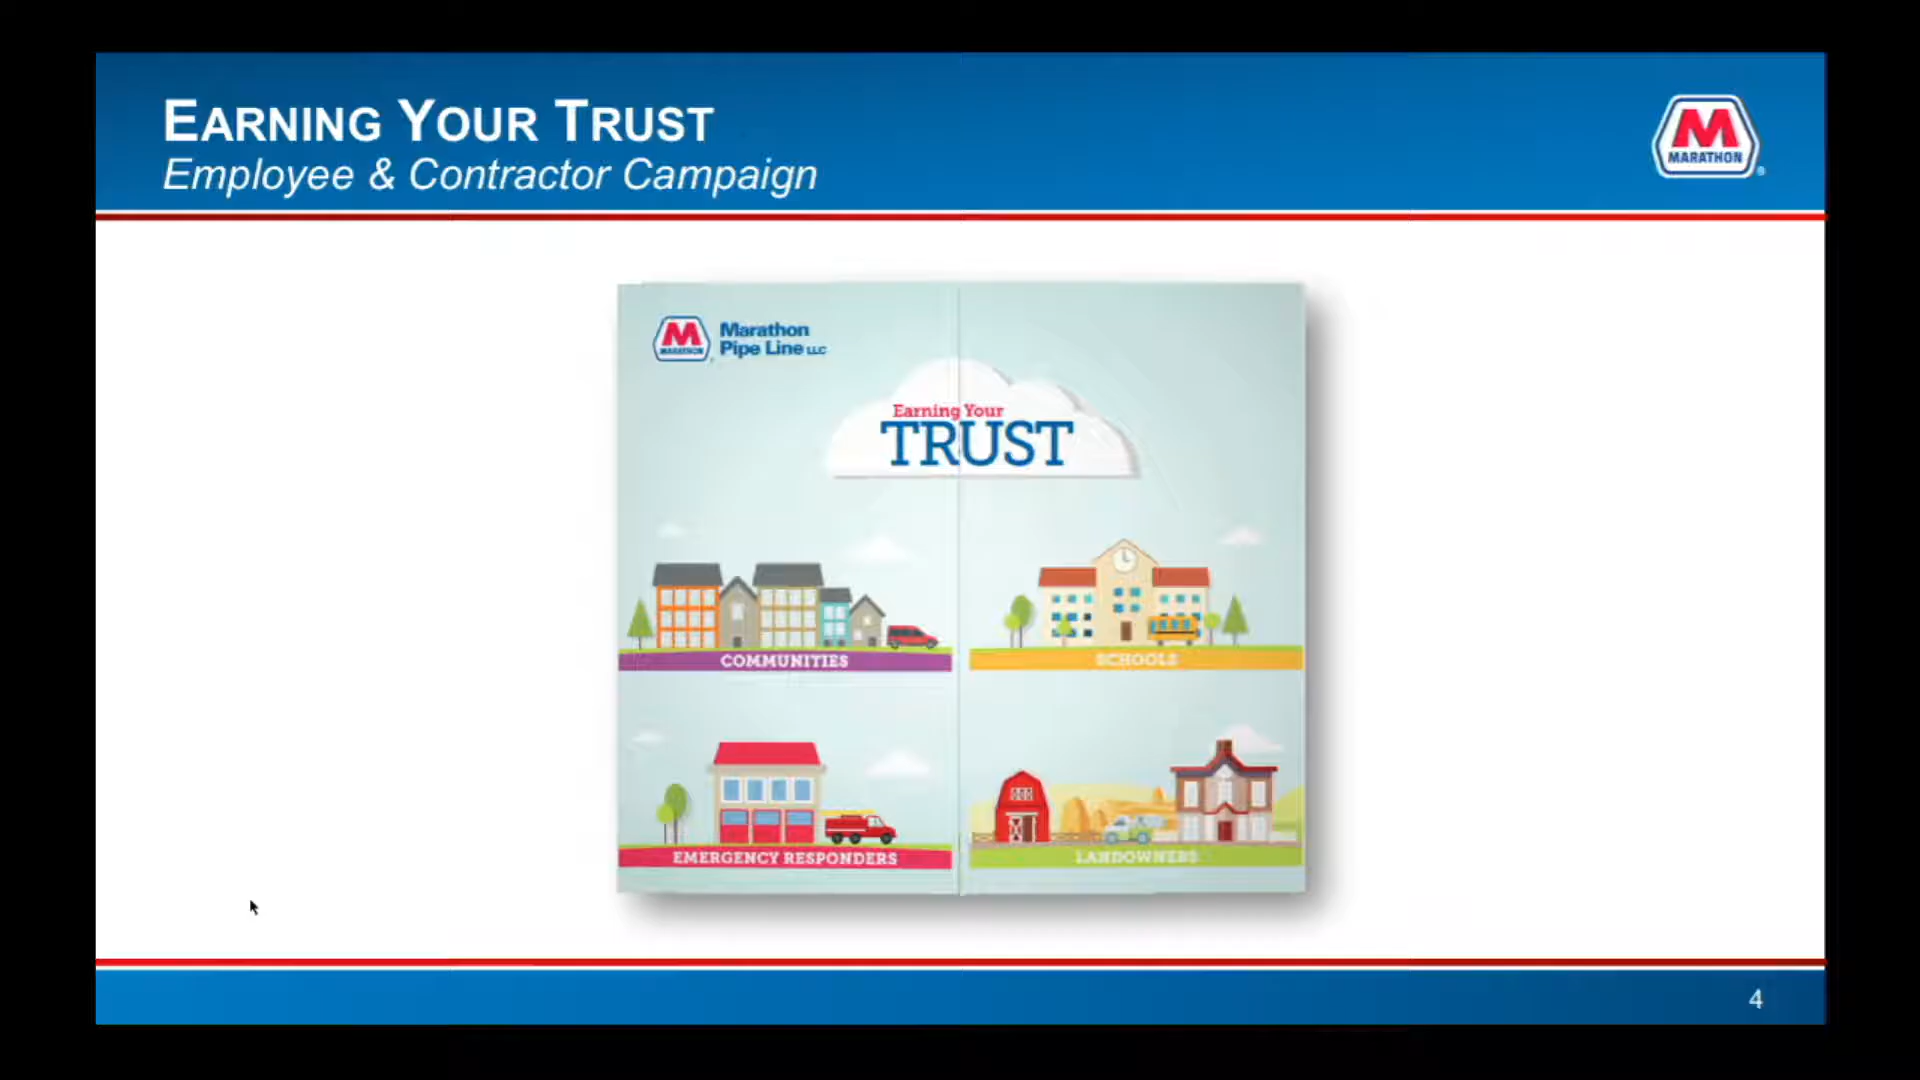 EARNING YOUR TRUST
Employee & Contractor Campaign
M
MARATHON
®
M
MARATHON
Marathon
Pipe Line LLC
Earning Your
TRUST
COMMUNITIES
SCHOOLS
EMERGENCY RESPONDERS
LANDOWNERS
4